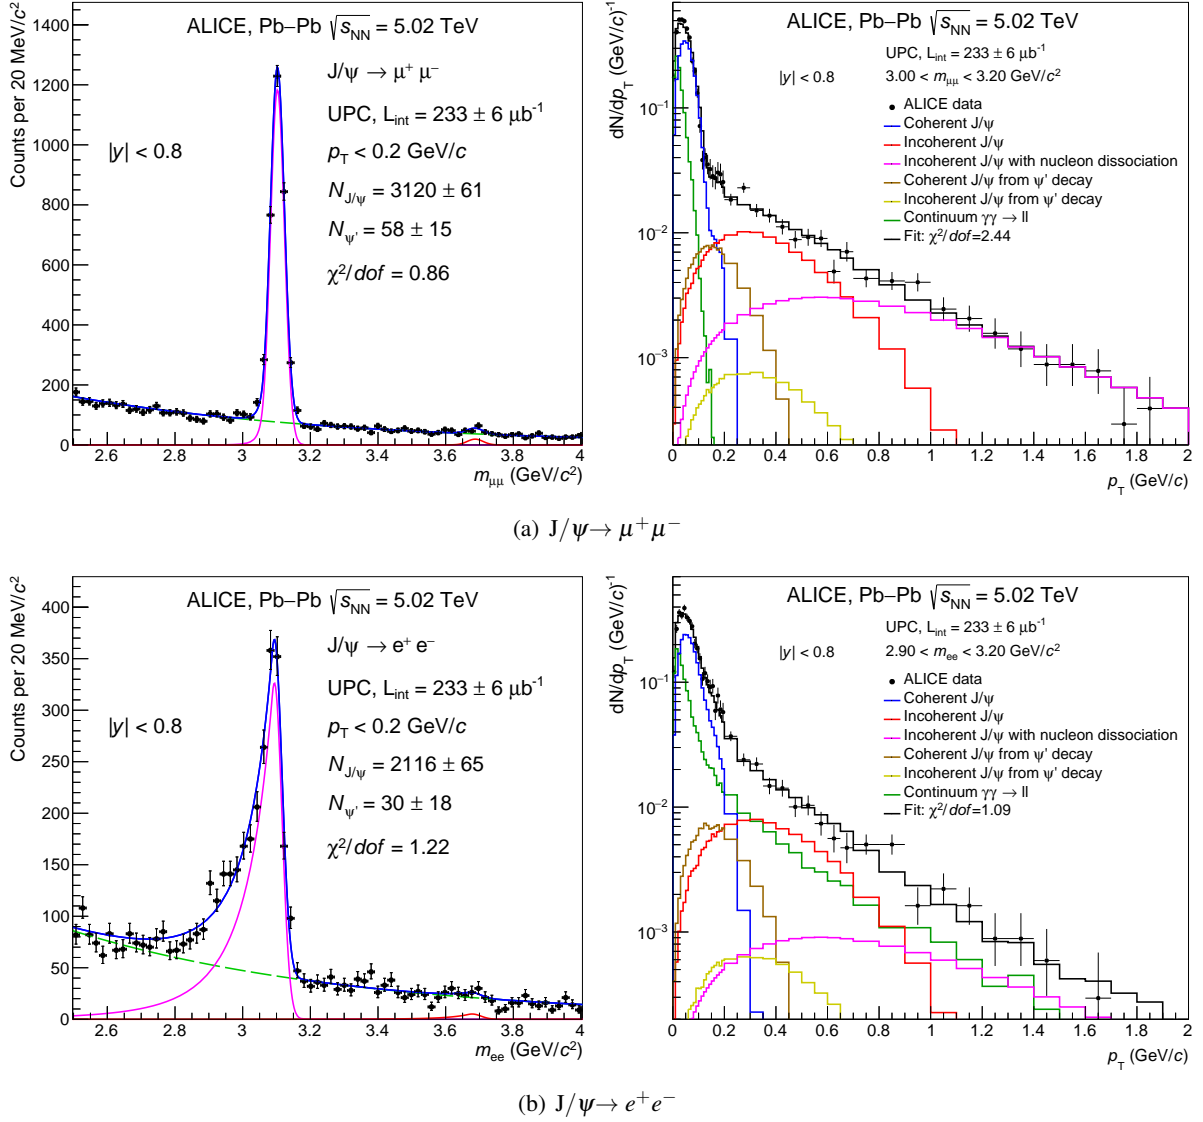 ALICE, Pb–Pb √sNN = 5.02 TeV
J/ψ → μ+ μ-
UPC, Lint = 233 ± 6 μb-1
|y| < 0.8
pT < 0.2 GeV/c
NJ/ψ = 3120 ± 61
Nψ' = 58 ± 15
χ2/dof = 0.86
Counts per 20 MeV/c2
0
200
400
600
800
1000
1200
1400
2.6
2.8
3
3.2
3.4
3.6
3.8
4
mμμ (GeV/c2)
ALICE, Pb–Pb √sNN = 5.02 TeV
UPC, Lint = 233 ± 6 μb-1
|y| < 0.8
3.00 < mμμ < 3.20 GeV/c2
ALICE data
Coherent J/ψ
Incoherent J/ψ
Incoherent J/ψ with nucleon dissociation
Coherent J/ψ from ψ' decay
Incoherent J/ψ from ψ' decay
Continuum γγ → ll
Fit: χ2/dof=2.44
dN/dpT (GeV/c)-1
10-1
10-2
10-3
0
0.2
0.4
0.6
0.8
1
1.2
1.4
1.6
1.8
2
pT (GeV/c)
(a) J/ψ→ μ+μ−
ALICE, Pb–Pb √sNN = 5.02 TeV
J/ψ → e+ e-
UPC, Lint = 233 ± 6 μb-1
|y| < 0.8
pT < 0.2 GeV/c
NJ/ψ = 2116 ± 65
Nψ' = 30 ± 18
χ2/dof = 1.22
Counts per 20 MeV/c2
0
50
100
150
200
250
300
350
400
2.6
2.8
3
3.2
3.4
3.6
3.8
4
mee (GeV/c2)
ALICE, Pb–Pb √sNN = 5.02 TeV
UPC, Lint = 233 ± 6 μb-1
|y| < 0.8
2.90 < mee < 3.20 GeV/c2
ALICE data
Coherent J/ψ
Incoherent J/ψ
Incoherent J/ψ with nucleon dissociation
Coherent J/ψ from ψ' decay
Incoherent J/ψ from ψ' decay
Continuum γγ → ll
Fit: χ2/dof=1.09
dN/dpT (GeV/c)-1
10-1
10-2
10-3
0
0.2
0.4
0.6
0.8
1
1.2
1.4
1.6
1.8
2
pT (GeV/c)
(b) J/ψ→ e+e−